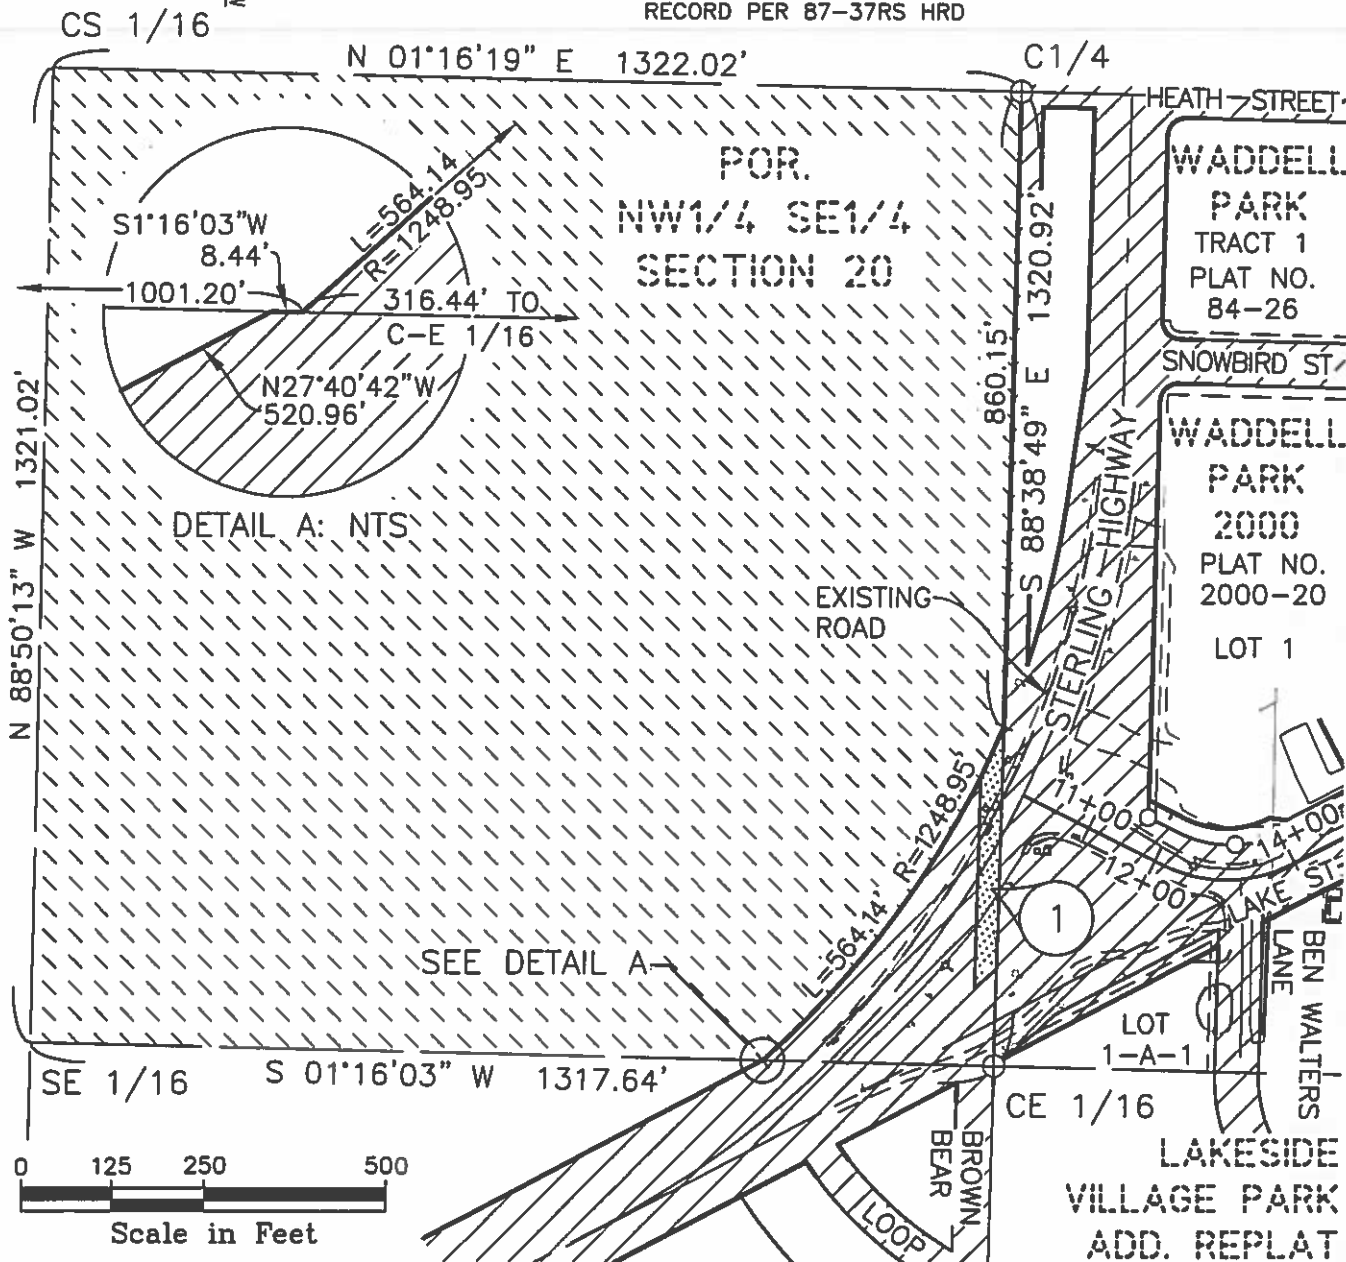 RECORD PER 87-37RS HRD
CS 1/16
N 01°16'19" E 1322.02'
C1/4
HEATH STREET
POR.
NW1/4 SE1/4
SECTION 20
WADDELL
PARK
TRACT 1
PLAT NO.
84-26
L=564.14
R=1248.95'
S1°16'03"W
8.44'
1001.20'
316.44' TO
C-E 1/16
N27°40'42"W
520.96'
DETAIL A: NTS
N 88°50'13" W 1321.02'
860.15'
S 88°38'49" E 1320.92'
SNOWBIRD ST
WADDELL
PARK
2000
PLAT NO.
2000-20
LOT 1
STERLING HIGHWAY
EXISTING
ROAD
11+00
12+00
14+00
LAKE ST
L=564.14' R=1248.95'
1
SEE DETAIL A
BEN WALTERS
LANE
LOT
1-A-1
SE 1/16
S 01°16'03" W 1317.64'
CE 1/16
BROWN
BEAR
LOOP
LAKESIDE
VILLAGE PARK
ADD. REPLAT
0 125 250 500
Scale in Feet